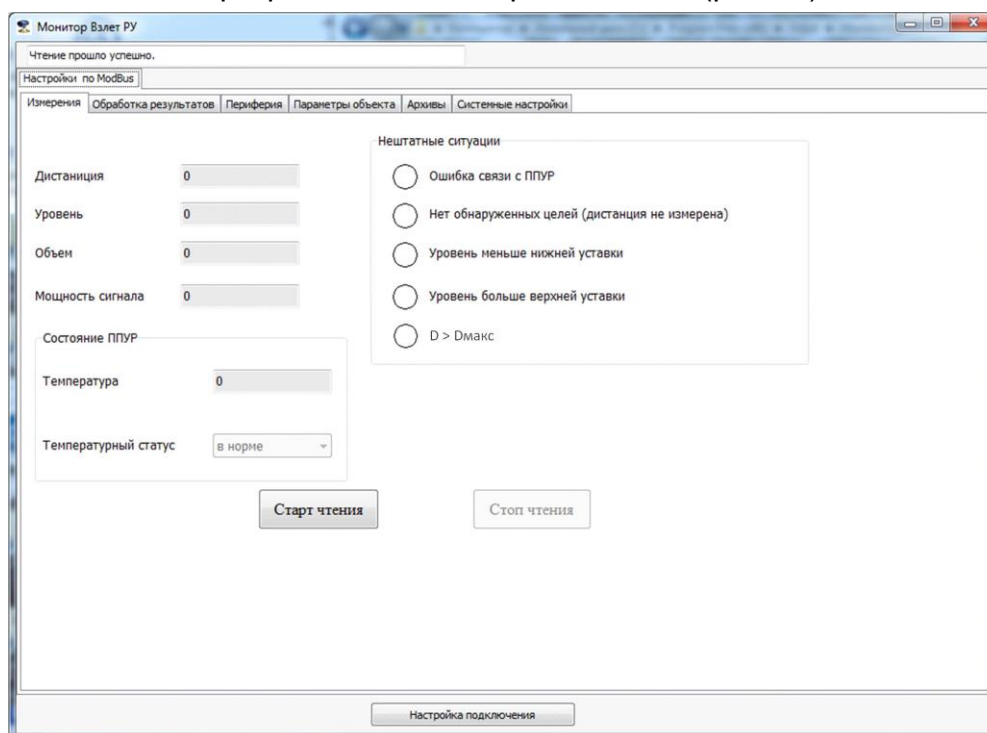 Монитор Взлет РУ
Чтение прошло успешно.
Настройки по ModBus
Измерения Обработка результатов Периферия Параметры объекта Архивы Системные настройки
Нештатные ситуации
Дистаниция 0
Ошибка связи с ППУР
Уровень 0
Нет обнаруженных целей (дистанция не измерена)
Объем 0
Уровень меньше нижней уставки
Мощность сигнала 0
Уровень больше верхней уставки
Состояние ППУР
D > Dмакс
Температура 0
Температурный статус в норме
Старт чтения Стоп чтения
Настройка подключения